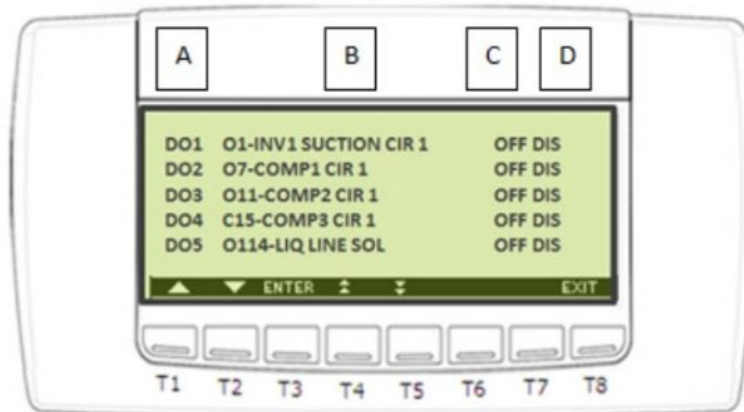 A B C D
DO1 O1-INV1 SUCTION CIR 1 OFF DIS
DO2 O7-COMP1 CIR 1 OFF DIS
DO3 O11-COMP2 CIR 1 OFF DIS
DO4 C15-COMP3 CIR 1 OFF DIS
DO5 O114-LIQ LINE SOL OFF DIS
ENTER EXIT
T1 T2 T3 T4 T5 T6 T7 T8